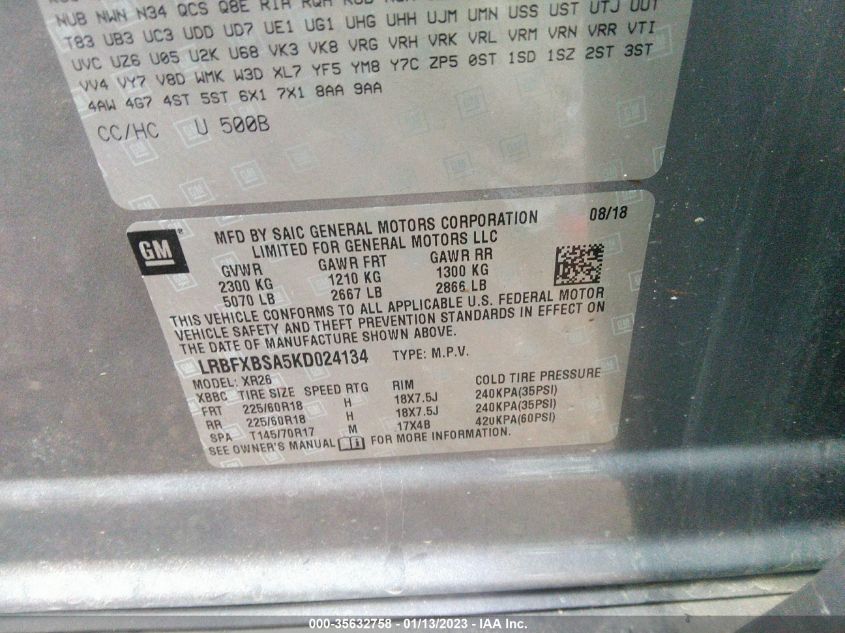 NUB NWN N34 QCS Q8E RIA RQH
T83 UB3 UC3 UDD UD7 UE1 UG1 UHG UHH UJM UMN USS UST UTJ UUT
UVC UZ6 U05 U2K U68 VK3 VK8 VRG VRH VRK VRL VRM VRN VRR VTI
VV4 VY7 V8D WMK W3D XL7 YF5 YM8 Y7C ZP5 0ST 1SD 1SZ 2ST 3ST
4AW 4G7 4ST 5ST 6X1 7X1 8AA 9AA
CC/HC U 500B
GM
MFD BY SAIC GENERAL MOTORS CORPORATION 08/18
LIMITED FOR GENERAL MOTORS LLC
GVWR GAWR FRT GAWR RR
2300 KG 1210 KG 1300 KG
5070 LB 2667 LB 2866 LB
THIS VEHICLE CONFORMS TO ALL APPLICABLE U.S. FEDERAL MOTOR
VEHICLE SAFETY AND THEFT PREVENTION STANDARDS IN EFFECT ON
THE DATE OF MANUFACTURE SHOWN ABOVE.
LRBFXBSA5KD024134 TYPE: M.P.V.
MODEL: XR26
XBBC TIRE SIZE SPEED RTG RIM COLD TIRE PRESSURE
FRT 225/60R18 H 18X7.5J 240KPA(35PSI)
RR 225/60R18 H 18X7.5J 240KPA(35PSI)
SPA T145/70R17 M 17X4B 420KPA(60PSI)
SEE OWNER'S MANUAL FOR MORE INFORMATION.
000-35632758 - 01/13/2023 - © IAA Inc.